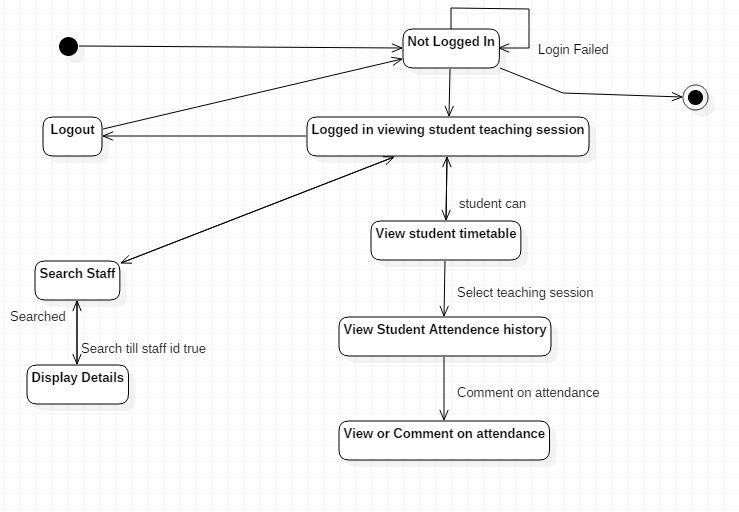 Not Logged In
Login Failed
Logout
Logged in viewing student teaching session
student can
View student timetable
Search Staff
Select teaching session
Searched
View Student Attendence history
Search till staff id true
Display Details
Comment on attendance
View or Comment on attendance